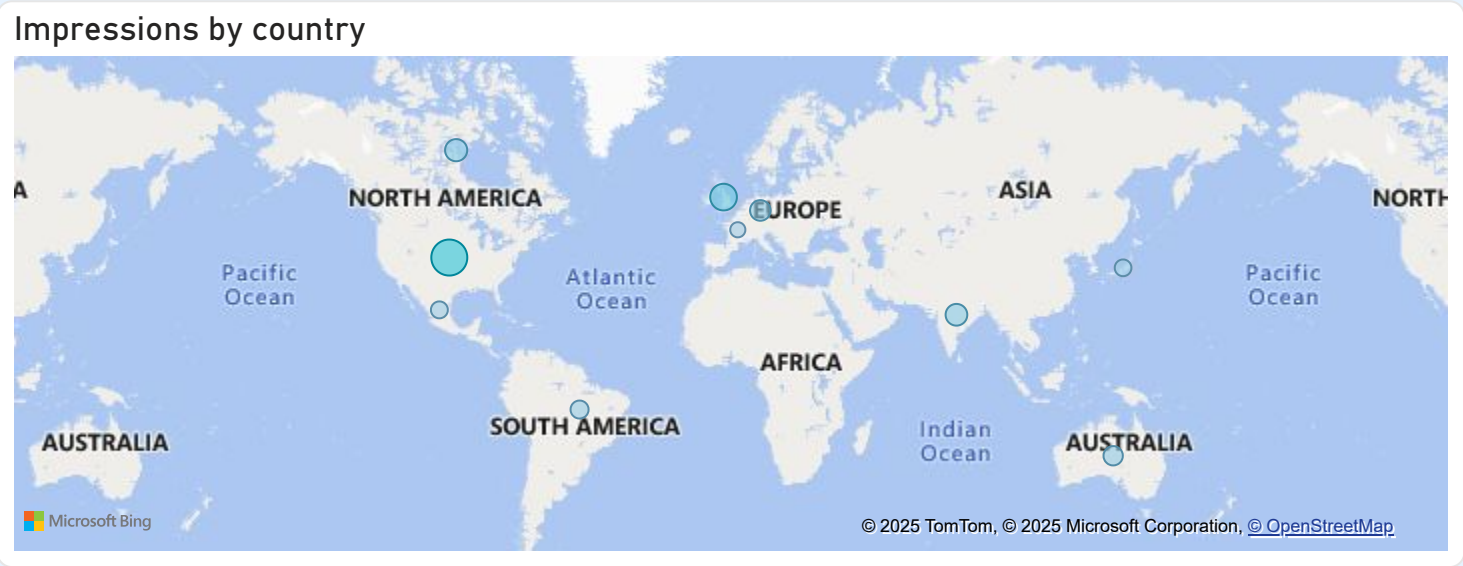 Impressions by country
A
NORTH AMERICA
EUROPE
ASIA
NORTH
Pacific
Ocean
Atlantic
Ocean
Pacific
Ocean
AFRICA
SOUTH AMERICA
AUSTRALIA
Indian
Ocean
AUSTRALIA
Microsoft Bing
© 2025 TomTom, © 2025 Microsoft Corporation, © OpenStreetMap